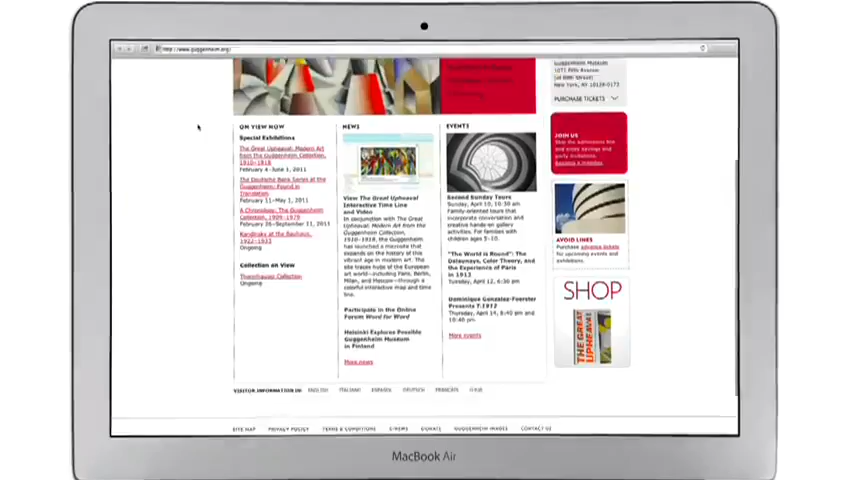 http://www.guggenheim.org/
Guggenheim Museum
1071 Fifth Avenue
(at 89th Street)
New York, NY 10128-0173
PURCHASE TICKETS
ON VIEW NOW
Special Exhibitions
The Great Upheaval: Modern Art
from the Guggenheim Collection,
1910–1918
February 4–June 1, 2011
The Deutsche Bank Series at the
Guggenheim: Found in
Translation
February 11–May 1, 2011
A Chronology: The Guggenheim
Collection, 1909–1979
February 26–September 11, 2011
Kandinsky at the Bauhaus,
1922–1933
Ongoing
Collection on View
Thannhauser Collection
Ongoing
NEWS
View The Great Upheaval
Interactive Time Line
and Video
In conjunction with The Great
Upheaval: Modern Art from the
Guggenheim Collection,
1910–1918, the Guggenheim
has launched a microsite that
expands on the history of this
vibrant age in modern art. The
site traces hubs of the European
art world—including Paris, Berlin,
Milan, and Moscow—through a
colorful interactive map and time
line.
Participate in the Online
Forum Word for Word
Helsinki Explores Possible
Guggenheim Museum
in Finland
More news
EVENTS
Second Sunday Tours
Sunday, April 10, 10:30 am
Family-oriented tours that
incorporate conversation and
creative hands-on gallery
activities. For families with
children ages 5–10.
"The World is Round": The
Delaunays, Color Theory, and
the Experience of Paris
in 1913
Tuesday, April 12, 6:30 pm
Dominique Gonzalez-Foerster
Presents T.1912
Thursday, April 14, 8:40 pm and
10:40 pm
More events
JOIN US
Skip the admissions line
and enjoy savings and
party invitations.
Become a member
AVOID LINES
Purchase advance tickets
for upcoming events and
exhibitions.
SHOP
THE GREAT
UPHEAVAL
VISITOR INFORMATION IN
ENGLISH
ITALIANO
ESPAÑOL
DEUTSCH
FRANÇAIS
SITE MAP
PRIVACY POLICY
TERMS & CONDITIONS
E-NEWS
DONATE
GUGGENHEIM IMAGES
CONTACT US
MacBook Air